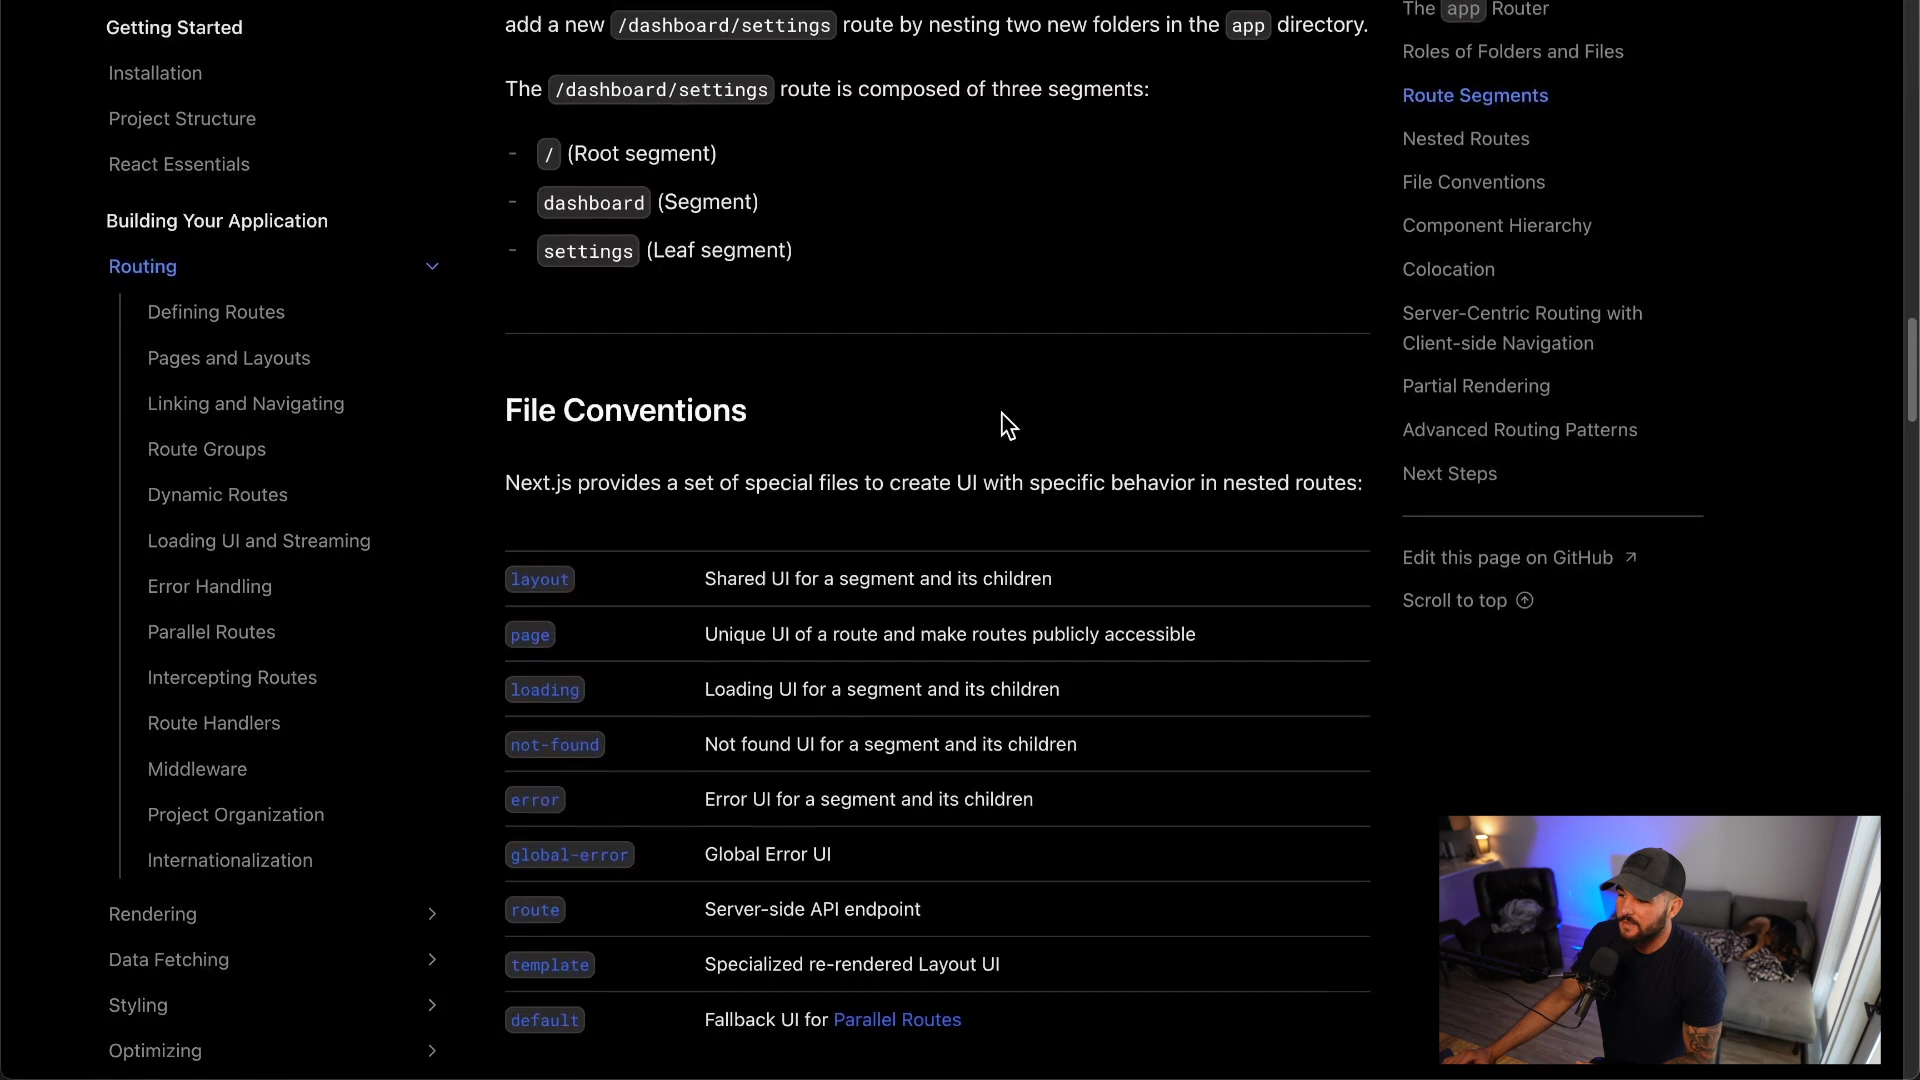 Getting Started
Installation
Project Structure
React Essentials
Building Your Application
Routing
Defining Routes
Pages and Layouts
Linking and Navigating
Route Groups
Dynamic Routes
Loading UI and Streaming
Error Handling
Parallel Routes
Intercepting Routes
Route Handlers
Middleware
Project Organization
Internationalization
Rendering
Data Fetching
Styling
Optimizing
add a new /dashboard/settings route by nesting two new folders in the app directory.
The /dashboard/settings route is composed of three segments:
- / (Root segment)
- dashboard (Segment)
- settings (Leaf segment)
File Conventions
Next.js provides a set of special files to create UI with specific behavior in nested routes:
layout Shared UI for a segment and its children
page Unique UI of a route and make routes publicly accessible
loading Loading UI for a segment and its children
not-found Not found UI for a segment and its children
error Error UI for a segment and its children
global-error Global Error UI
route Server-side API endpoint
template Specialized re-rendered Layout UI
default Fallback UI for Parallel Routes
The app Router
Roles of Folders and Files
Route Segments
Nested Routes
File Conventions
Component Hierarchy
Colocation
Server-Centric Routing with
Client-side Navigation
Partial Rendering
Advanced Routing Patterns
Next Steps
Edit this page on GitHub
Scroll to top